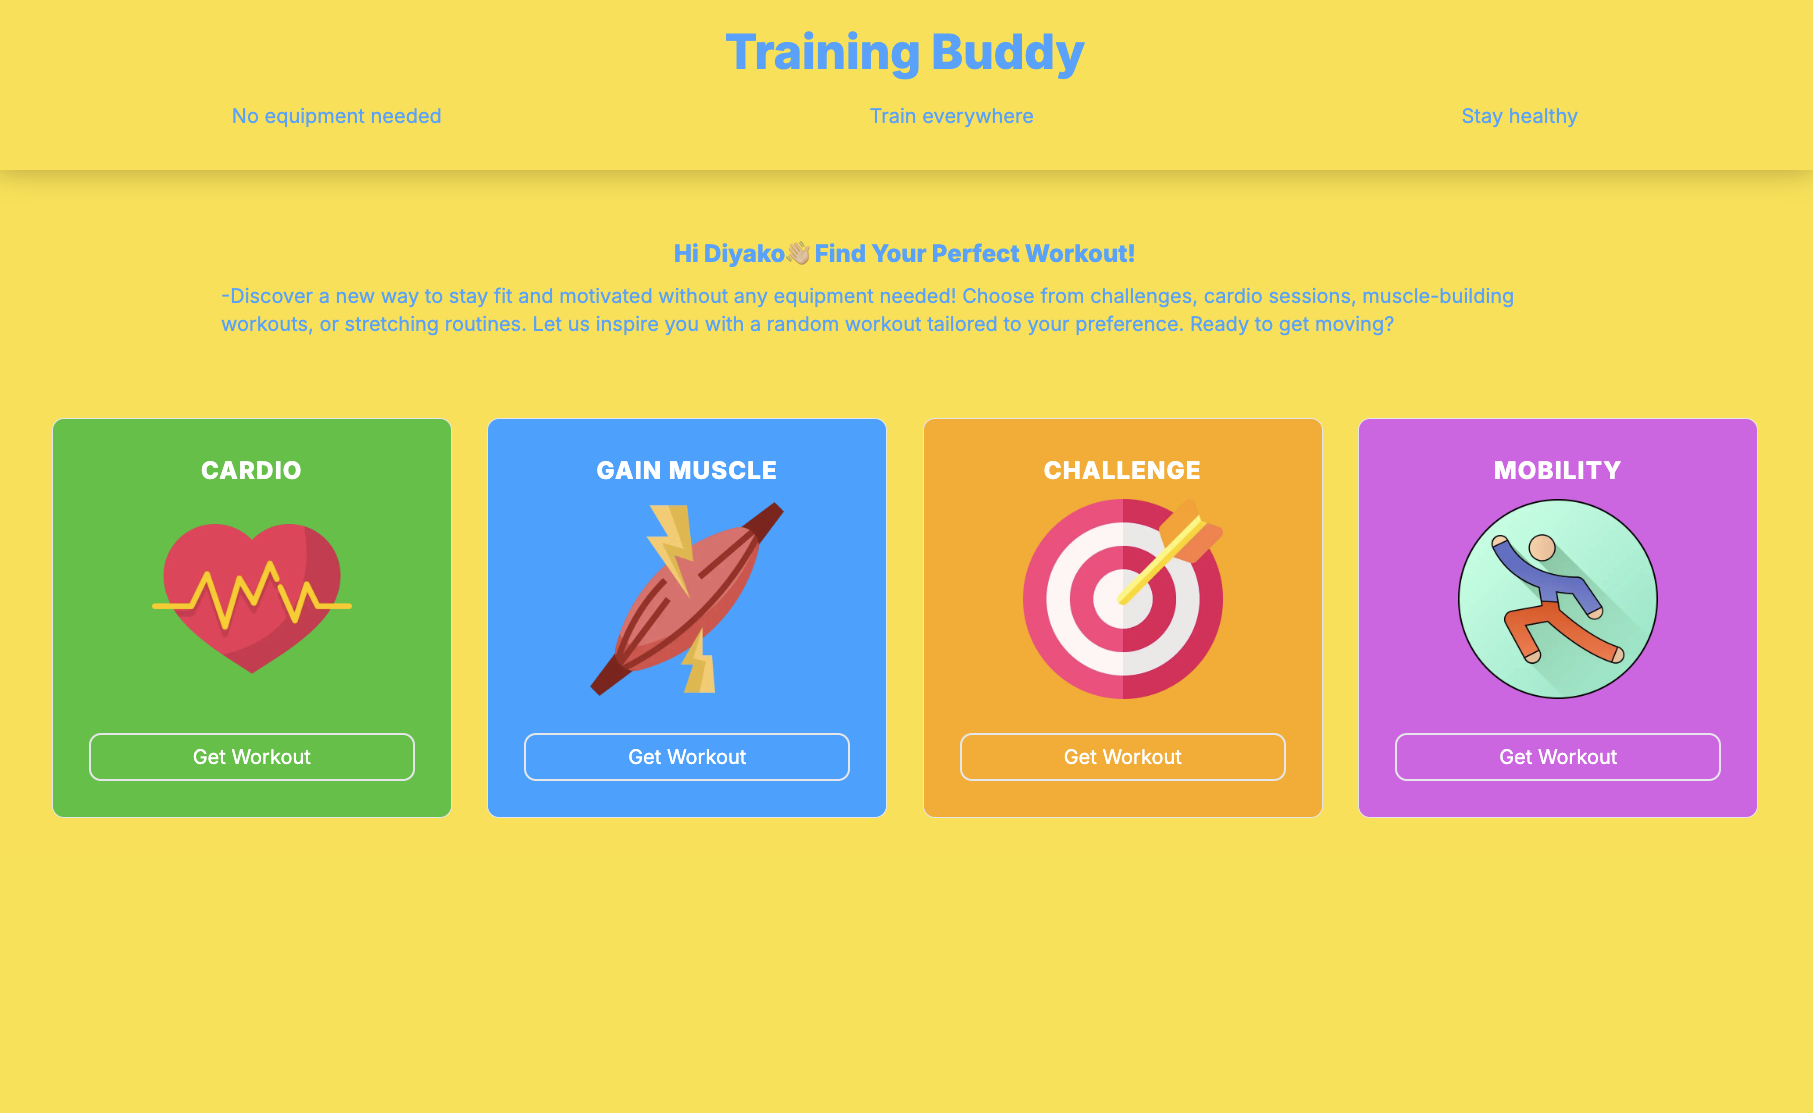 Training Buddy
No equipment needed
Train everywhere
Stay healthy
Hi Diyako👋🏼Find Your Perfect Workout!
-Discover a new way to stay fit and motivated without any equipment needed! Choose from challenges, cardio sessions, muscle-building
workouts, or stretching routines. Let us inspire you with a random workout tailored to your preference. Ready to get moving?
CARDIO
Get Workout
GAIN MUSCLE
Get Workout
CHALLENGE
Get Workout
MOBILITY
Get Workout